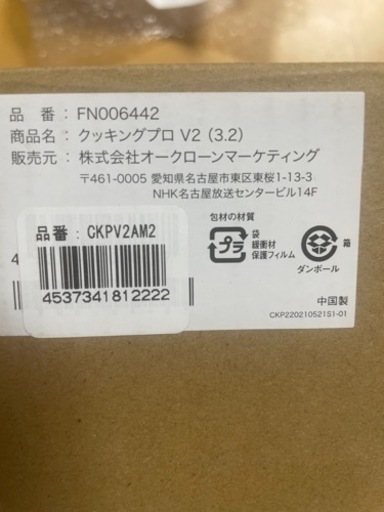 品 番：FN006442
商品名：クッキングプロ V2（3.2）
販売元：株式会社オークローンマーケティング
〒461-0005 愛知県名古屋市東区東桜1-13-3
NHK名古屋放送センタービル14F
包材の材質
プラ
袋
緩衝材
保護フィルム
箱
ダンボール
品番：CKPV2AM2
4
4537341812222
中国製
CKP220210521S1-01